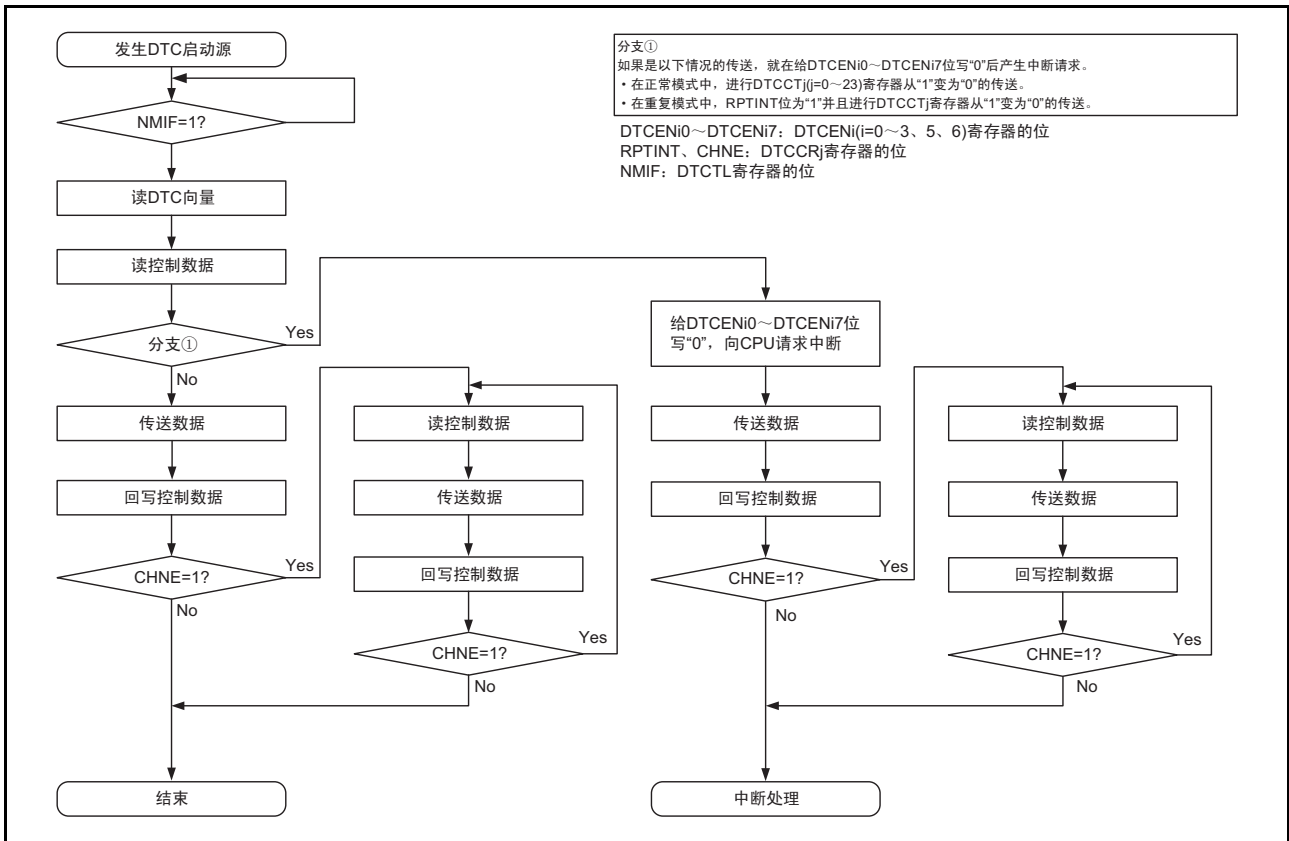 发生DTC启动源
NMIF=1?
读DTC向量
读控制数据
分支①
Yes
No
传送数据
回写控制数据
CHNE=1?
Yes
No
读控制数据
传送数据
回写控制数据
CHNE=1?
Yes
No
结束
分支①
如果是以下情况的传送，就在给DTCENi0～DTCENi7位写“0”后产生中断请求。
・在正常模式中，进行DTCCTj(j=0～23)寄存器从“1”变为“0”的传送。
・在重复模式中，RPTINT位为“1”并且进行DTCCTj寄存器从“1”变为“0”的传送。
DTCENi0～DTCENi7：DTCENi(i=0～3、5、6)寄存器的位
RPTINT、CHNE：DTCCRj寄存器的位
NMIF：DTCTL寄存器的位
给DTCENi0～DTCENi7位
写“0”，向CPU请求中断
传送数据
回写控制数据
CHNE=1?
Yes
No
读控制数据
传送数据
回写控制数据
CHNE=1?
Yes
No
中断处理